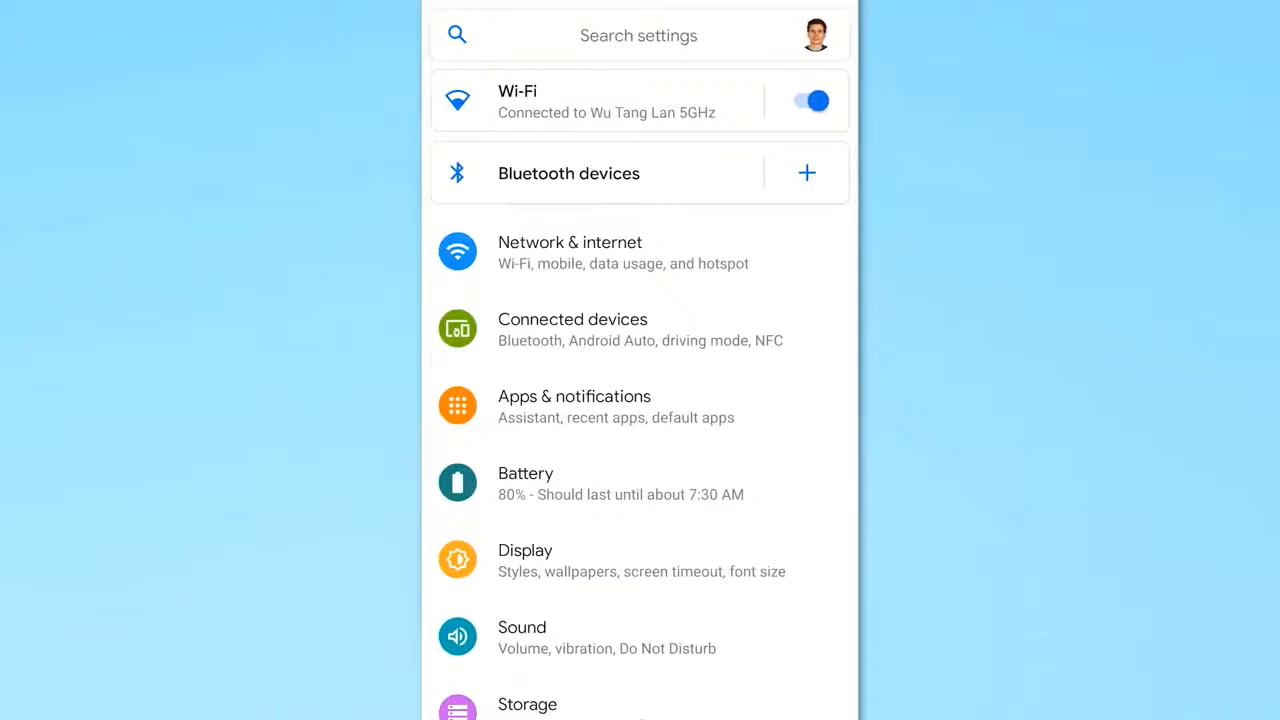 Search settings
Wi-Fi
Connected to Wu Tang Lan 5GHz
Bluetooth devices
Network & internet
Wi-Fi, mobile, data usage, and hotspot
Connected devices
Bluetooth, Android Auto, driving mode, NFC
Apps & notifications
Assistant, recent apps, default apps
Battery
80% - Should last until about 7:30 AM
Display
Styles, wallpapers, screen timeout, font size
Sound
Volume, vibration, Do Not Disturb
Storage